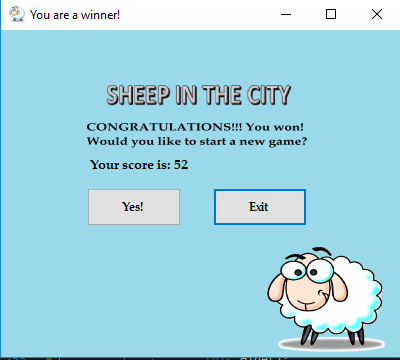 You are a winner!
SHEEP IN THE CITY
CONGRATULATIONS!!! You won!
Would you like to start a new game?
Your score is: 52
Yes!
Exit